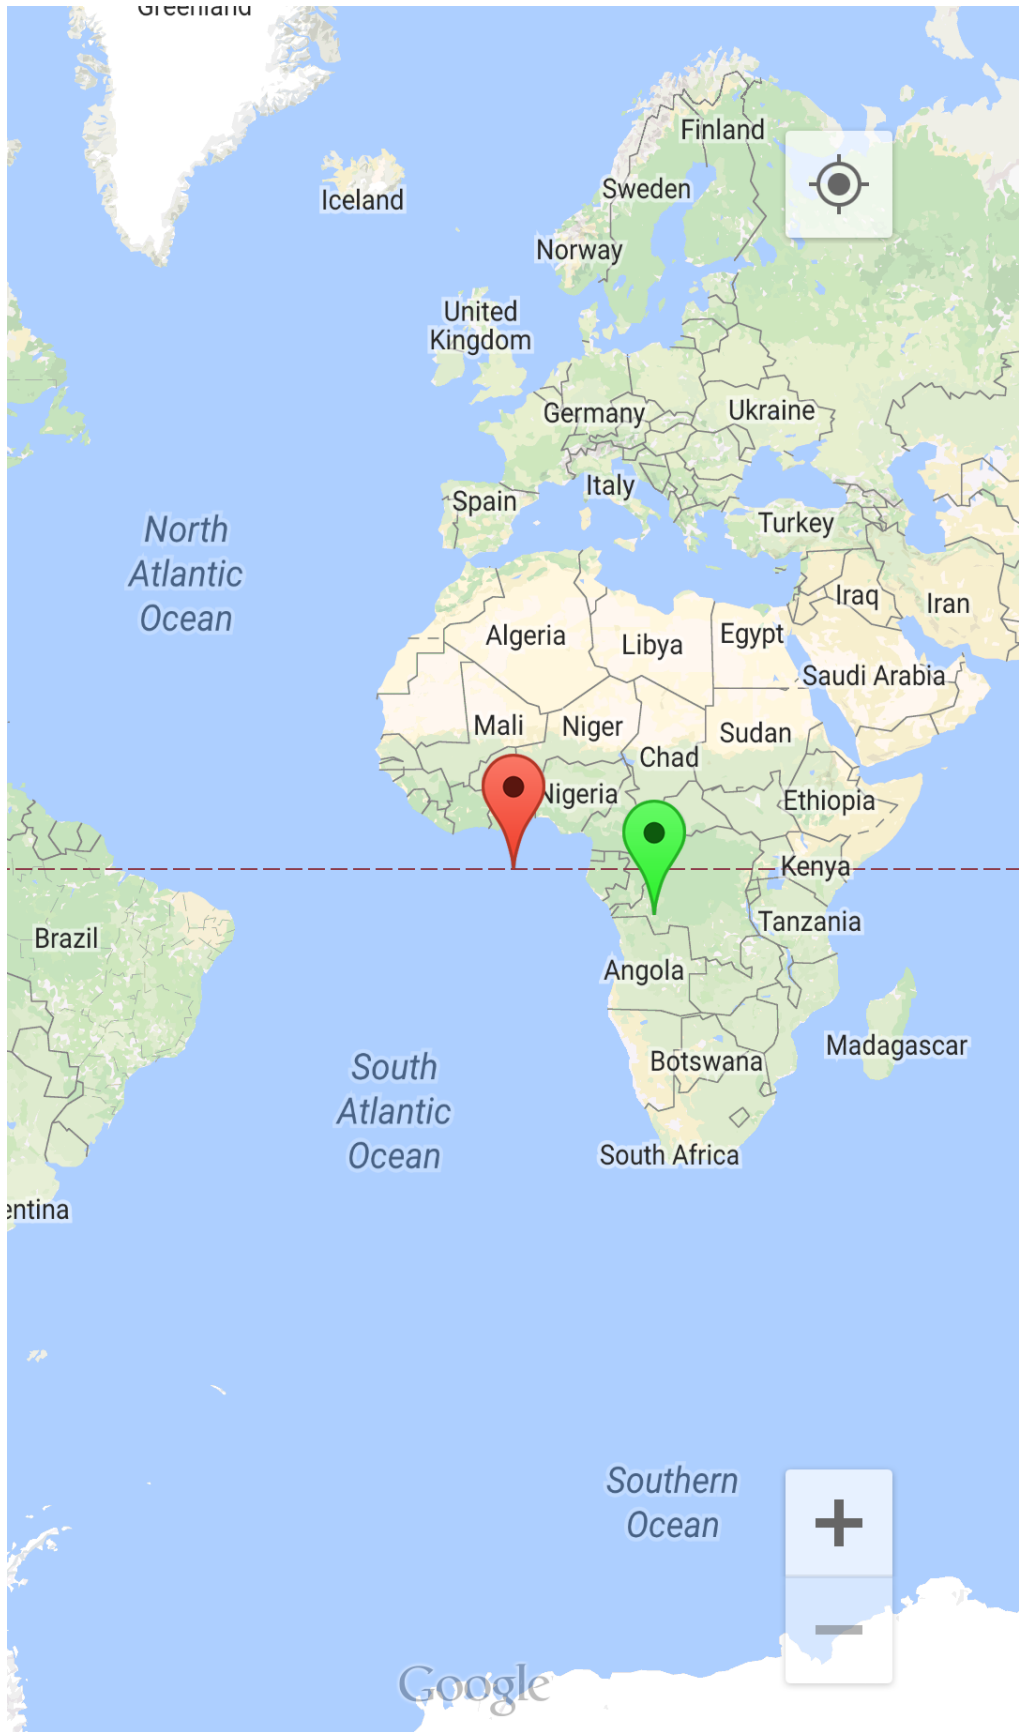 Greenland
Finland
Iceland
Sweden
Norway
United
Kingdom
Germany
Ukraine
Italy
Spain
Turkey
North
Atlantic
Ocean
Iraq
Iran
Algeria
Libya
Egypt
Saudi Arabia
Mali
Niger
Sudan
Chad
Nigeria
Ethiopia
Kenya
Tanzania
Brazil
Angola
Madagascar
Botswana
South
Atlantic
Ocean
South Africa
entina
Southern
Ocean
Google